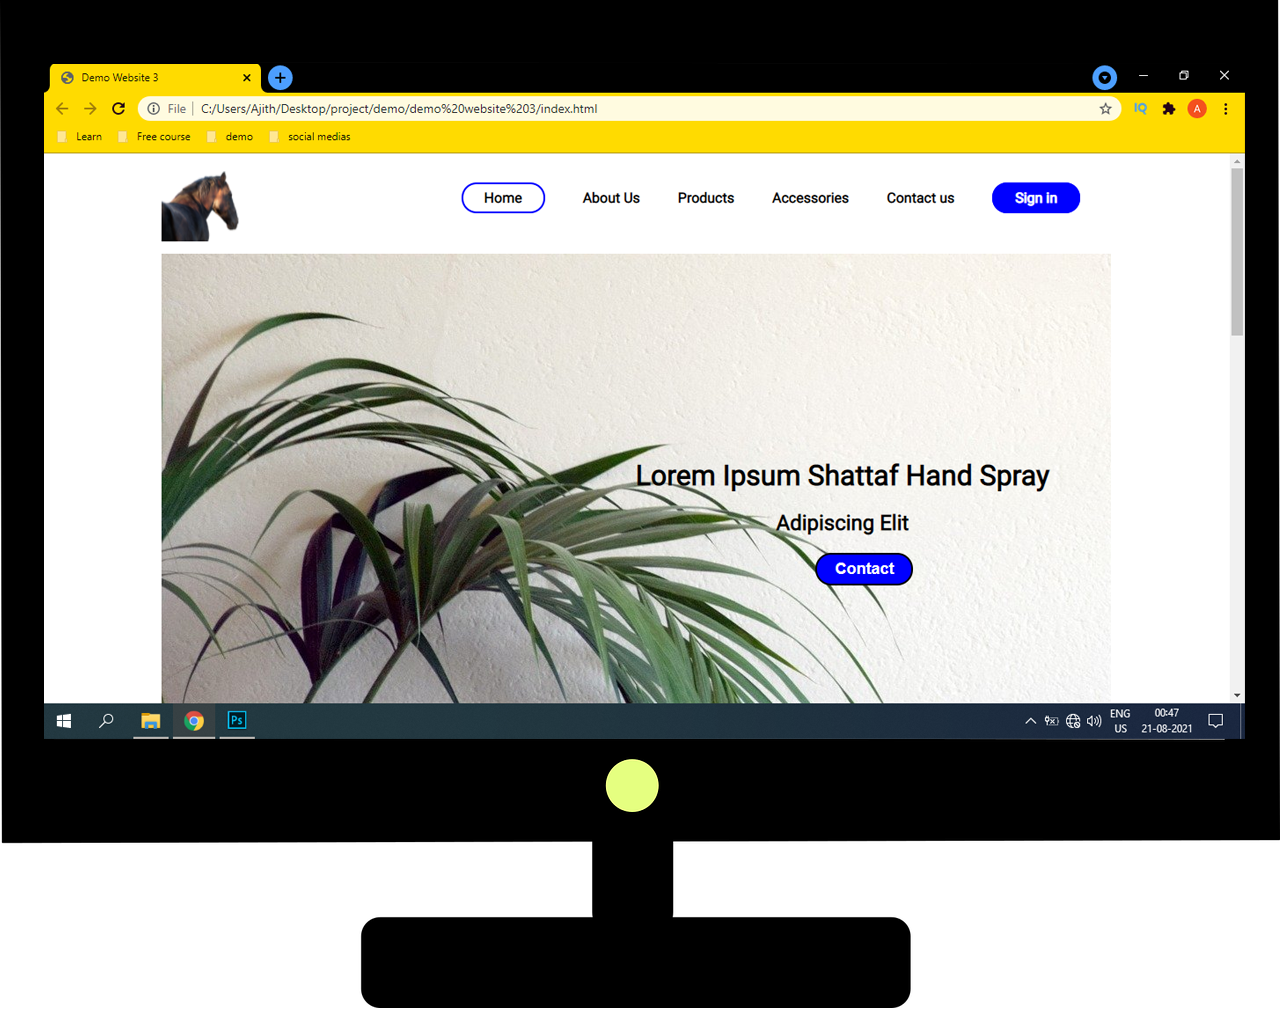 Demo Website 3
File | C:/Users/Ajith/Desktop/project/demo/demo%20website%203/index.html
IQ
A
Learn
Free course
demo
social medias
Home
About Us
Products
Accessories
Contact us
Sign in
Lorem Ipsum Shattaf Hand Spray
Adipiscing Elit
Contact
Ps
ENG
US
00:47
21-08-2021